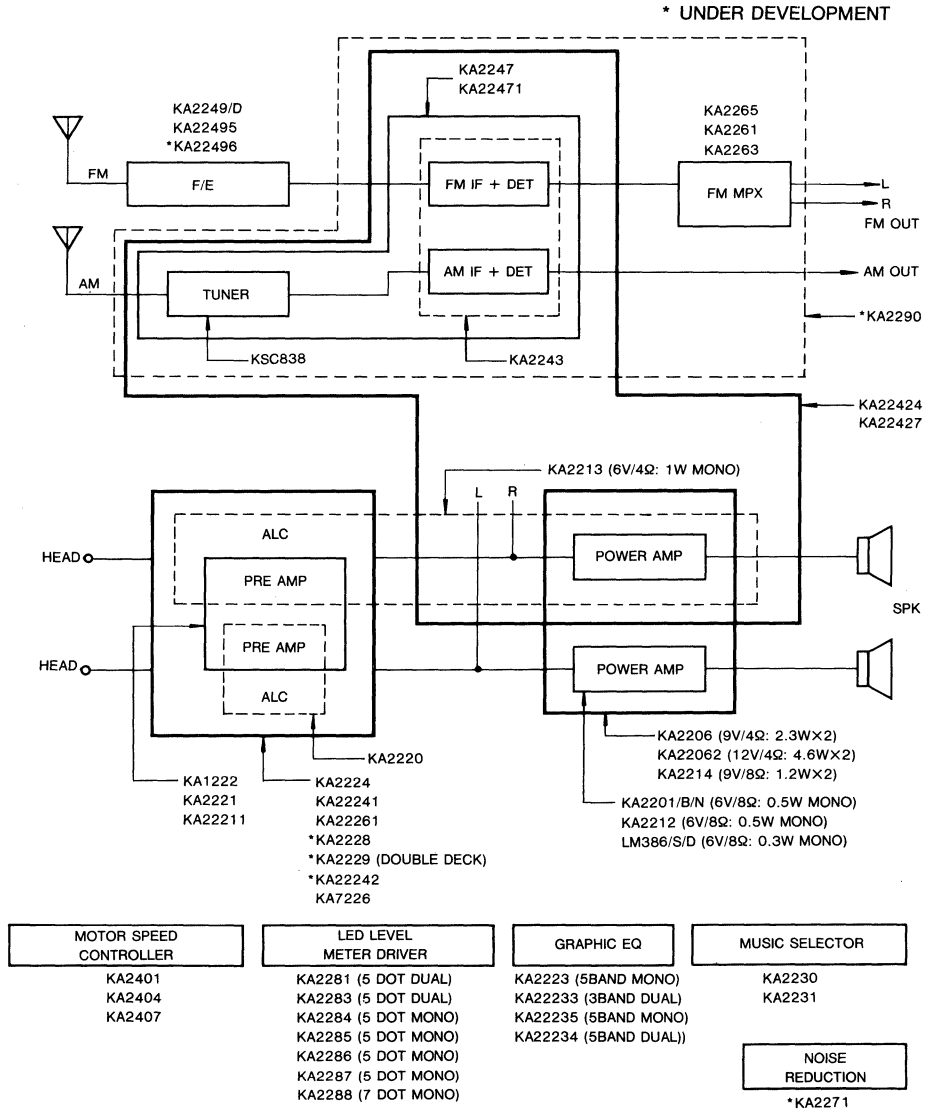 * UNDER DEVELOPMENT
KA2247
KA22471
KA2249/D
KA22495
*KA22496
KA2265
KA2261
KA2263
FM
F/E
FM IF + DET
FM MPX
L
R
FM OUT
AM
TUNER
AM IF + DET
AM OUT
*KA2290
KSC838
KA2243
KA22424
KA22427
KA2213 (6V/4Ω: 1W MONO)
L
R
ALC
HEAD
PRE AMP
POWER AMP
SPK
PRE AMP
HEAD
POWER AMP
ALC
KA2220
KA2206 (9V/4Ω: 2.3W×2)
KA22062 (12V/4Ω: 4.6W×2)
KA2214 (9V/8Ω: 1.2W×2)
KA1222
KA2221
KA22211
KA2224
KA22241
KA22261
*KA2228
*KA2229 (DOUBLE DECK)
*KA22242
KA7226
KA2201/B/N (6V/8Ω: 0.5W MONO)
KA2212 (6V/8Ω: 0.5W MONO)
LM386/S/D (6V/8Ω: 0.3W MONO)
MOTOR SPEED
CONTROLLER
KA2401
KA2404
KA2407
LED LEVEL
METER DRIVER
KA2281 (5 DOT DUAL)
KA2283 (5 DOT DUAL)
KA2284 (5 DOT MONO)
KA2285 (5 DOT MONO)
KA2286 (5 DOT MONO)
KA2287 (5 DOT MONO)
KA2288 (7 DOT MONO)
GRAPHIC EQ
KA2223 (5BAND MONO)
KA22233 (3BAND DUAL)
KA22235 (5BAND MONO)
KA22234 (5BAND DUAL))
MUSIC SELECTOR
KA2230
KA2231
NOISE
REDUCTION
*KA2271